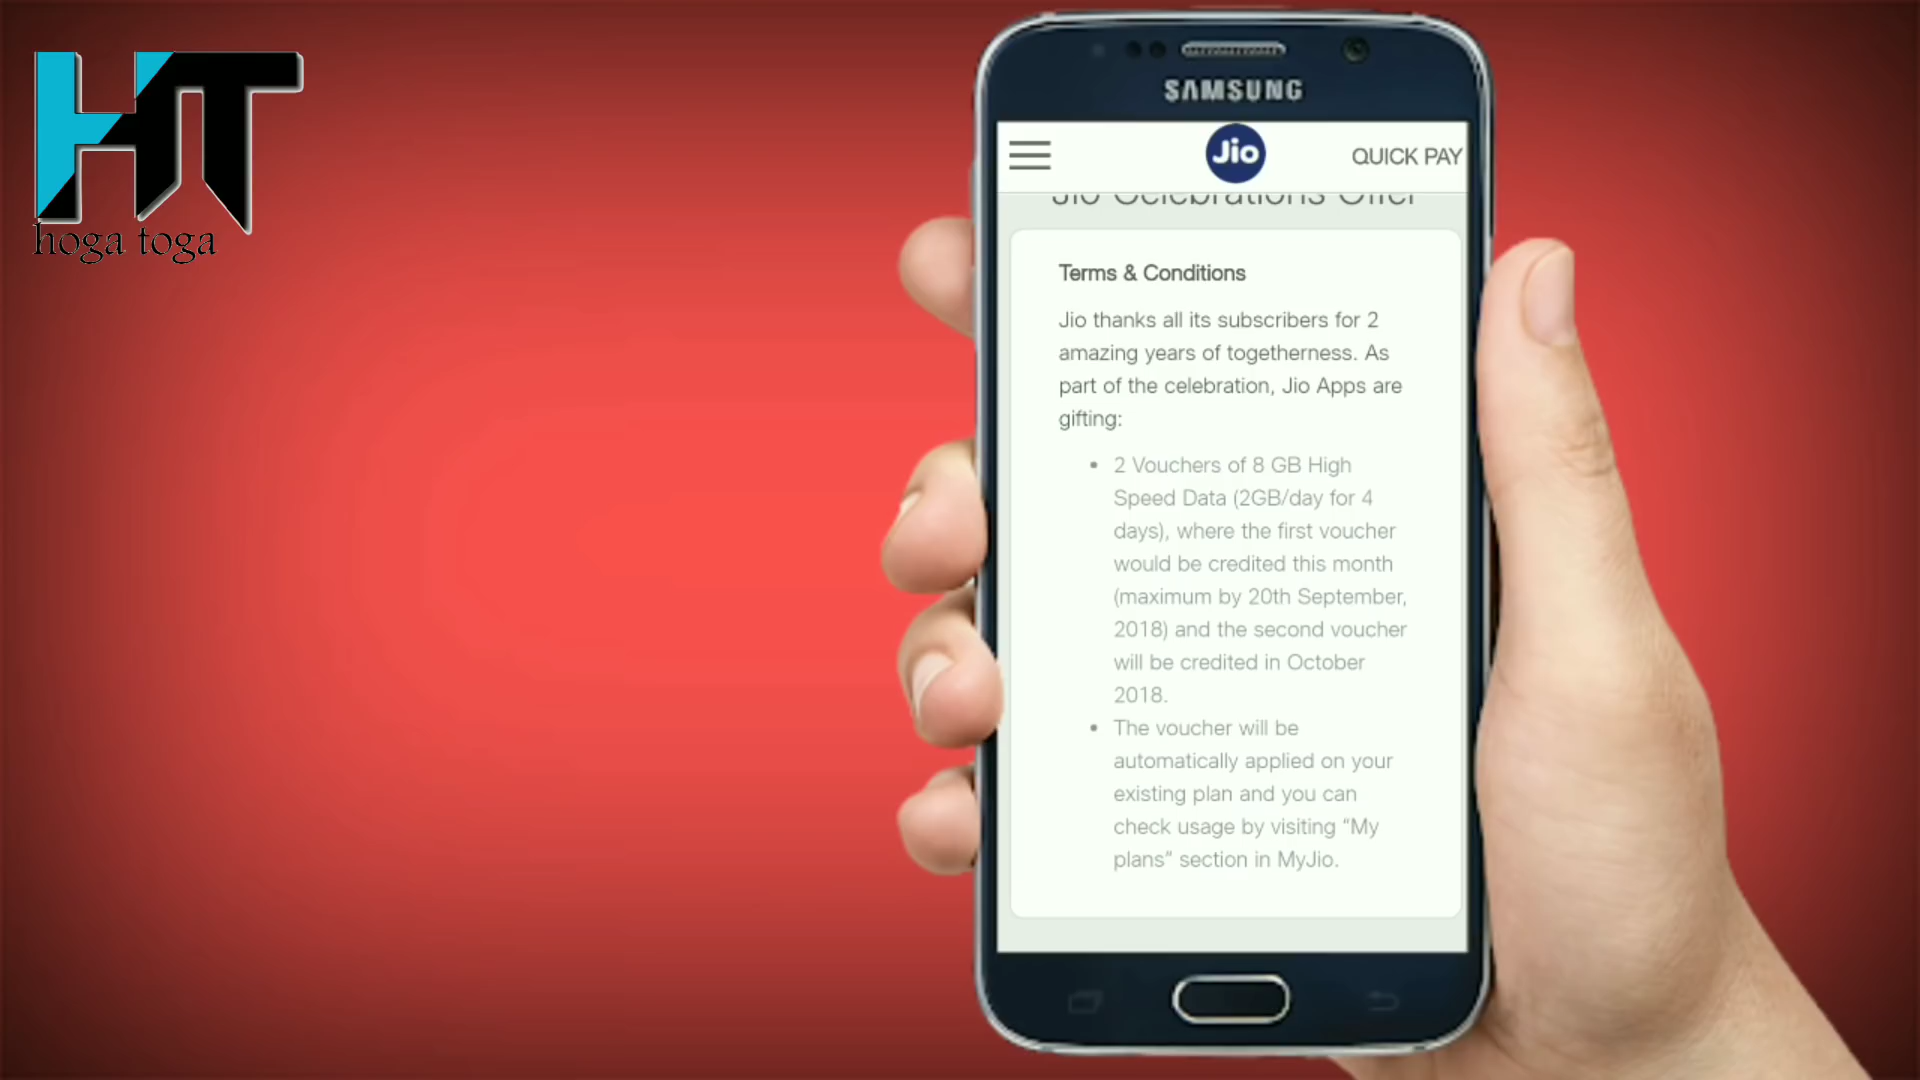 HT
hoga toga
SAMSUNG
Jio
QUICK PAY
Jio Celebrations Offer
Terms & Conditions
Jio thanks all its subscribers for 2
amazing years of togetherness. As
part of the celebration, Jio Apps are
gifting:
• 2 Vouchers of 8 GB High
Speed Data (2GB/day for 4
days), where the first voucher
would be credited this month
(maximum by 20th September,
2018) and the second voucher
will be credited in October
2018.
• The voucher will be
automatically applied on your
existing plan and you can
check usage by visiting “My
plans” section in MyJio.